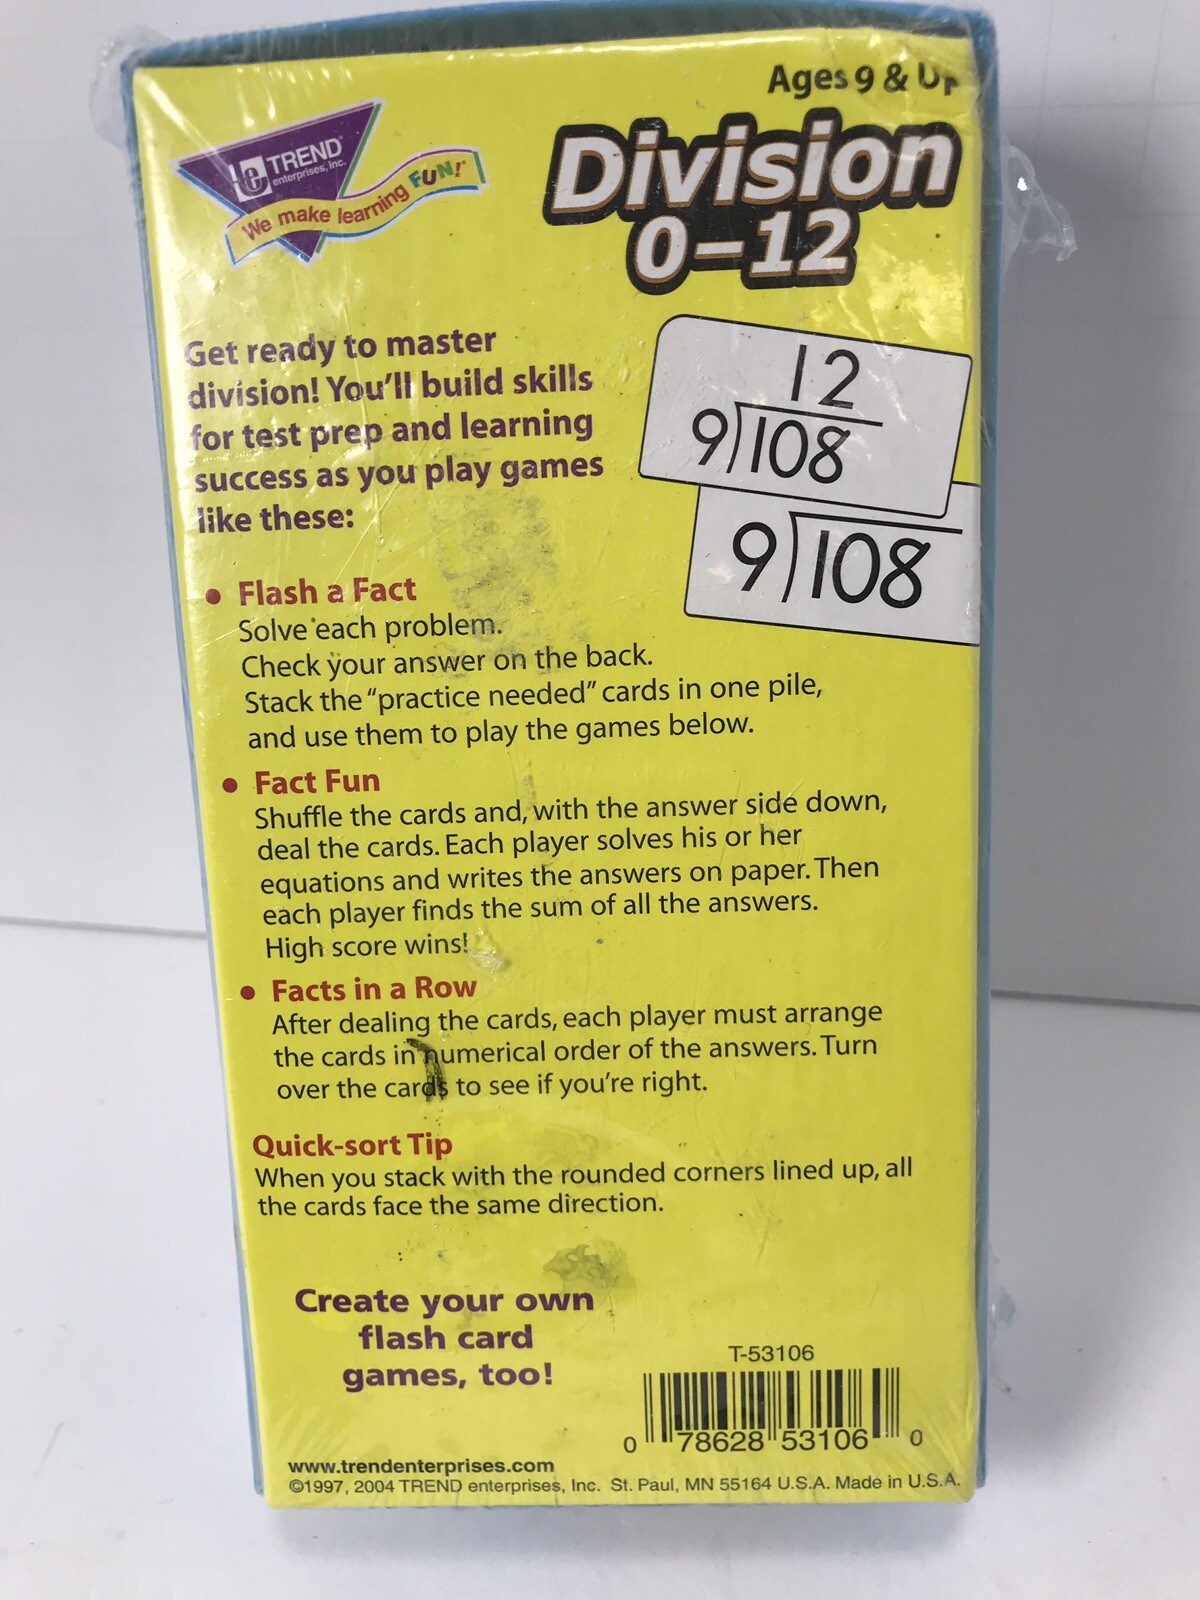 Ages 9 & Up
TREND
enterprises, Inc.
We make learning FUN!
Division
0–12
12
9)108
9)108
Get ready to master
division! You'll build skills
for test prep and learning
success as you play games
like these:
• Flash a Fact
Solve each problem.
Check your answer on the back.
Stack the “practice needed” cards in one pile,
and use them to play the games below.
• Fact Fun
Shuffle the cards and, with the answer side down,
deal the cards. Each player solves his or her
equations and writes the answers on paper. Then
each player finds the sum of all the answers.
High score wins!
• Facts in a Row
After dealing the cards, each player must arrange
the cards in numerical order of the answers. Turn
over the cards to see if you're right.
Quick-sort Tip
When you stack with the rounded corners lined up, all
the cards face the same direction.
Create your own
flash card
games, too!
T-53106
0 78628 53106 0
www.trendenterprises.com
©1997, 2004 TREND enterprises, Inc. St. Paul, MN 55164 U.S.A. Made in U.S.A.